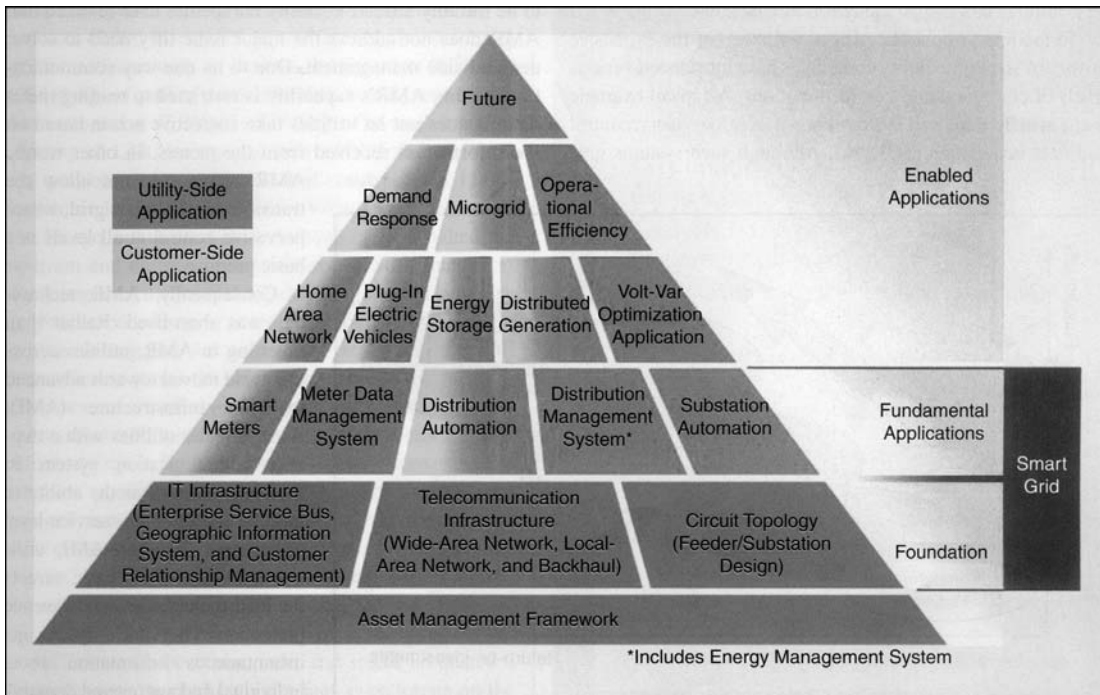 Future
Utility-Side
Application
Customer-Side
Application
Demand
Response
Microgrid
Opera-
tional
Efficiency
Enabled
Applications
Home
Area
Network
Plug-In
Electric
Vehicles
Energy
Storage
Distributed
Generation
Volt-Var
Optimization
Application
Smart
Meters
Meter Data
Management
System
Distribution
Automation
Distribution
Management
System*
Substation
Automation
Fundamental
Applications
Smart
Grid
IT Infrastructure
(Enterprise Service Bus,
Geographic Information
System, and Customer
Relationship Management)
Telecommunication
Infrastructure
(Wide-Area Network, Local-
Area Network, and Backhaul)
Circuit Topology
(Feeder/Substation
Design)
Foundation
Asset Management Framework
*Includes Energy Management System